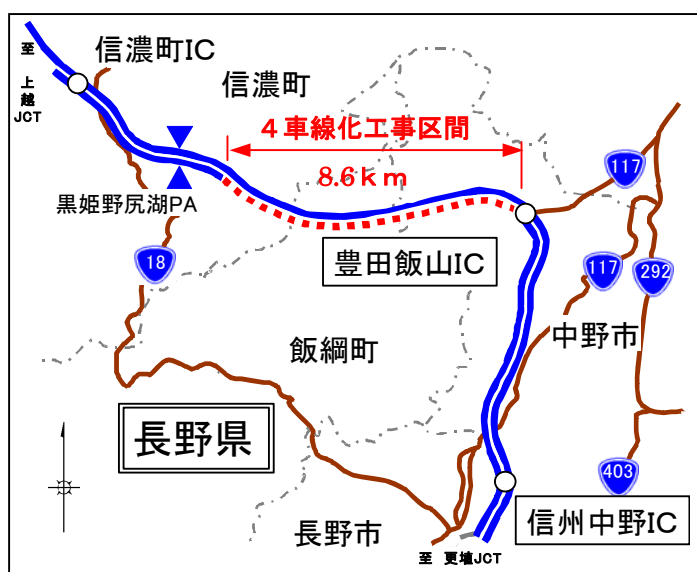 至
上
越
JCT
信濃町IC
信濃町
4車線化工事区間
8.6km
117
黒姫野尻湖PA
18
豊田飯山IC
117
292
中野市
飯綱町
長野県
403
長野市
信州中野IC
至 更埴JCT